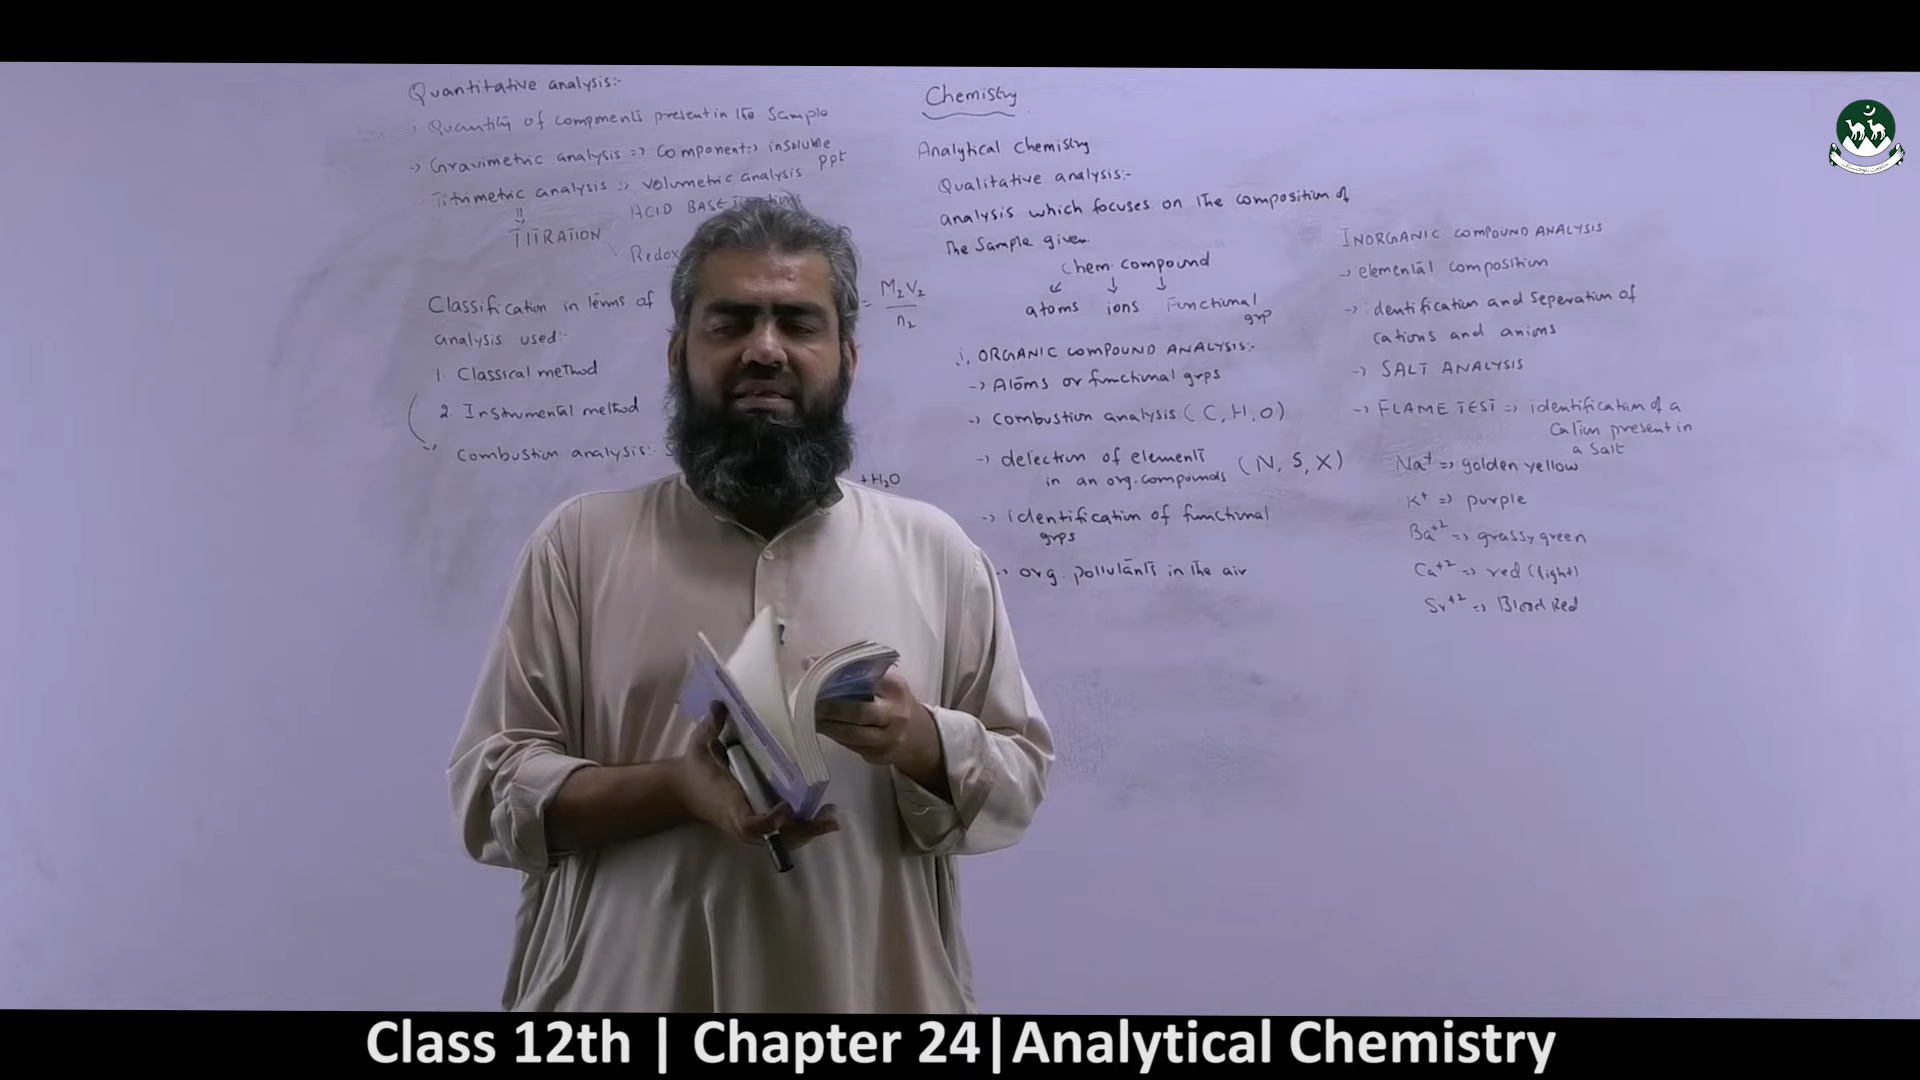 Quantitative analysis:-
-> Quantity of components present in the Sample
-> Gravimetric analysis => Component => insoluble
ppt
Titrimetric analysis => Volumetric analysis
TITRATION
ACID BASE
Redox
Classification in terms of
analysis used:-
1. Classical method
2. Instrumental method
Combustion analysis:-
= M₂V₂
n₂
+ H₂O
Chemistry
Analytical Chemistry
Qualitative analysis:-
analysis which focuses on the composition of
the Sample given.
Chem. compound
atoms ions Functional
grp
i. ORGANIC COMPOUND ANALYSIS:-
-> Atoms or functional grps
-> Combustion analysis (C, H, O)
-> detection of elements (N, S, X)
in an org. compounds
-> identification of functional
grps
-> org. pollutants in the air
INORGANIC COMPOUND ANALYSIS
-> elemental composition
-> identification and seperation of
cations and anions
-> SALT ANALYSIS
-> FLAME TEST => identification of a
Cation present in
a Salt
Na⁺ => golden yellow
K⁺ => purple
Ba⁺² => grassy green
Ca⁺² => red (light)
Sr⁺² => Blood Red
Class 12th | Chapter 24|Analytical Chemistry